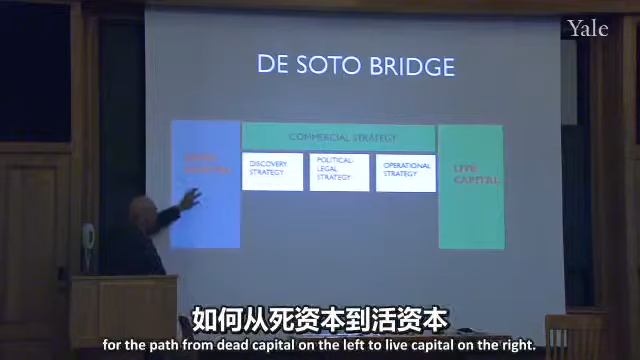 Yale
DE SOTO BRIDGE
COMMERCIAL STRATEGY
DISCOVERY
STRATEGY
POLITICAL-
LEGAL
STRATEGY
OPERATIONAL
STRATEGY
LIVE
CAPITAL
如何从死资本到活资本
for the path from dead capital on the left to live capital on the right.